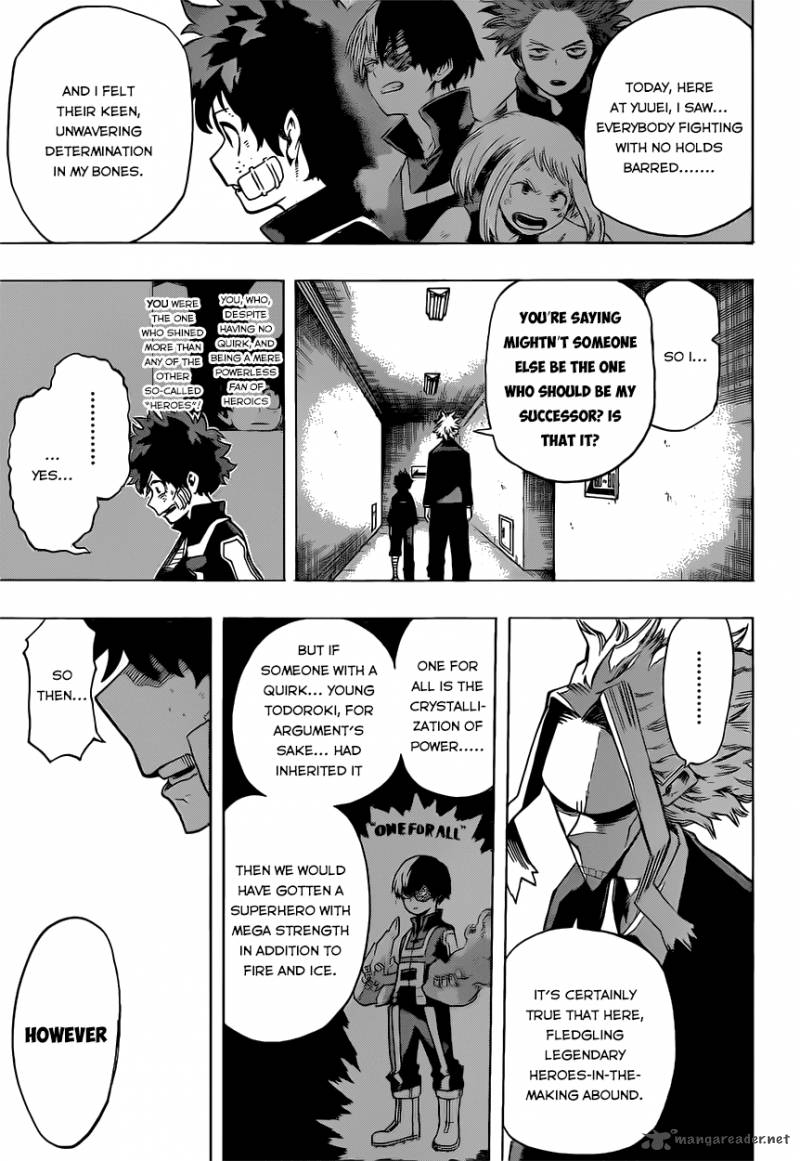 TODAY, HERE
AT YUUEI, I SAW...
EVERYBODY FIGHTING
WITH NO HOLDS
BARRED.......
AND I FELT
THEIR KEEN,
UNWAVERING
DETERMINATION
IN MY BONES.
SO I...
YOU'RE SAYING
MIGHTN'T SOMEONE
ELSE BE THE ONE
WHO SHOULD BE MY
SUCCESSOR? IS
THAT IT?
YOU, WHO,
DESPITE
HAVING NO
QUIRK, AND
BEING A MERE
POWERLESS
FAN OF
HEROICS
YOU WERE
THE ONE
WHO SHINED
MORE THAN
ANY OF THE
OTHER
SO-CALLED
"HEROES"!
.........
YES...
.........
IT'S CERTAINLY
TRUE THAT HERE,
FLEDGLING
LEGENDARY
HEROES-IN-THE-
MAKING ABOUND.
ONE FOR
ALL IS THE
CRYSTALLI-
ZATION OF
POWER.....
BUT IF
SOMEONE WITH A
QUIRK... YOUNG
TODOROKI, FOR
ARGUMENT'S
SAKE... HAD
INHERITED IT
"ONE FOR ALL"
THEN WE WOULD
HAVE GOTTEN A
SUPERHERO WITH
MEGA STRENGTH
IN ADDITION TO
FIRE AND ICE.
SO
THEN...
HOWEVER
mangareader.net